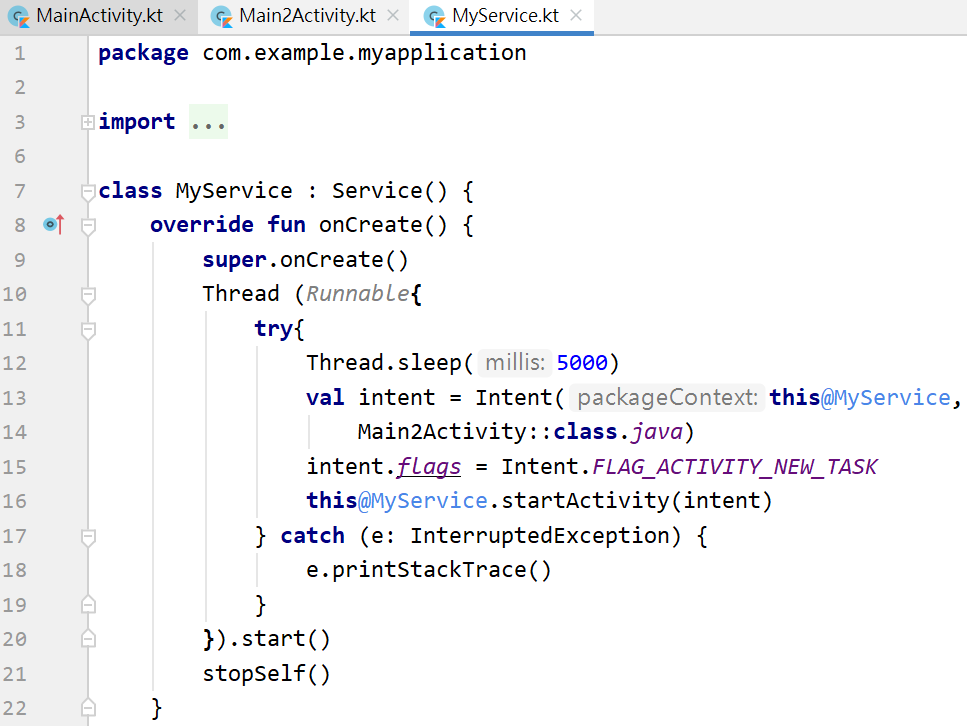 MainActivity.kt × Main2Activity.kt × MyService.kt ×
1 package com.example.myapplication
2
3 import ...
6
7 class MyService : Service() {
8 override fun onCreate() {
9 super.onCreate()
10 Thread (Runnable{
11 try{
12 Thread.sleep( millis: 5000)
13 val intent = Intent( packageContext: this@MyService,
14 Main2Activity::class.java)
15 intent.flags = Intent.FLAG_ACTIVITY_NEW_TASK
16 this@MyService.startActivity(intent)
17 } catch (e: InterruptedException) {
18 e.printStackTrace()
19 }
20 }).start()
21 stopSelf()
22 }